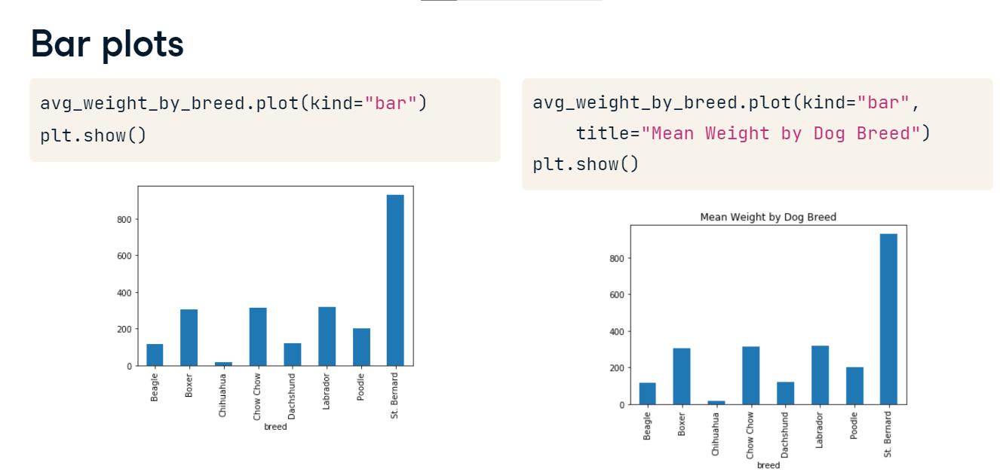 Bar plots
avg_weight_by_breed.plot(kind="bar")
plt.show()
800
600
400
200
0
Beagle
Boxer
Chihuahua
Chow Chow
Dachshund
Labrador
Poodle
St. Bernard
breed
avg_weight_by_breed.plot(kind="bar",
    title="Mean Weight by Dog Breed")
plt.show()
Mean Weight by Dog Breed
800
600
400
200
0
Beagle
Boxer
Chihuahua
Chow Chow
Dachshund
Labrador
Poodle
St. Bernard
breed